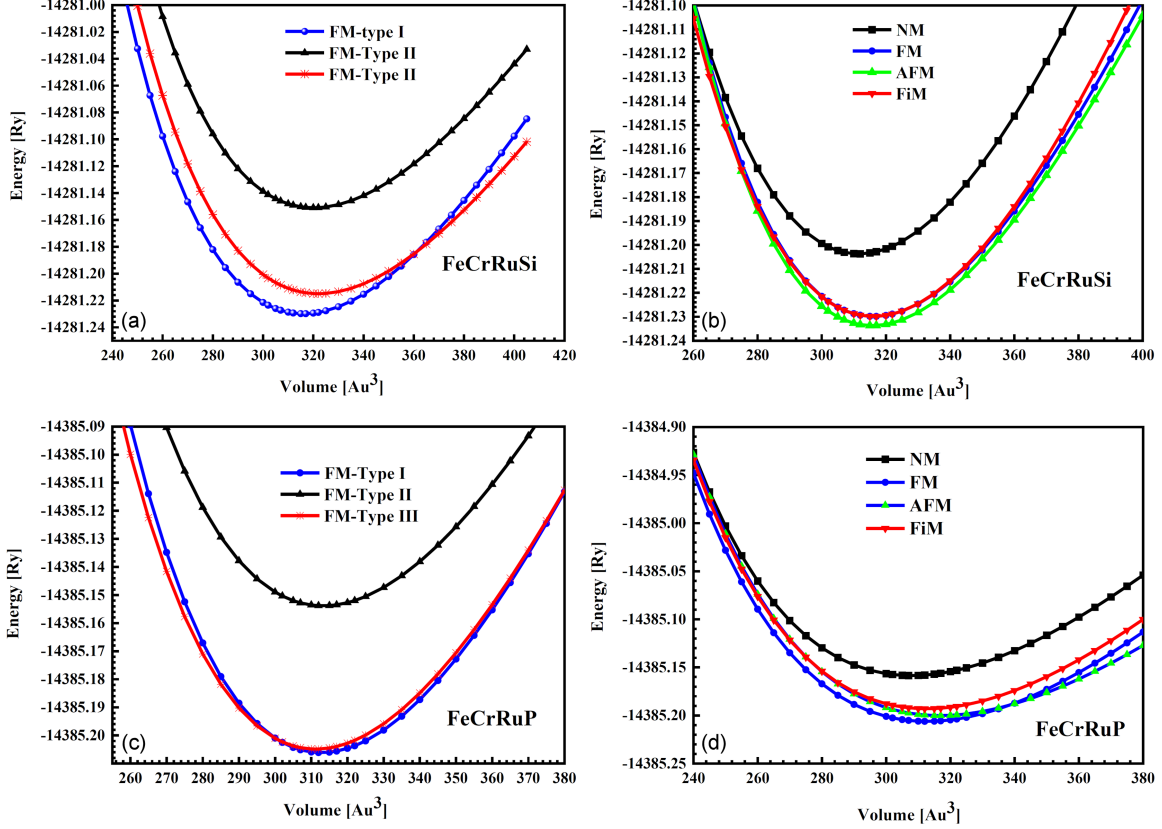 -14281.00
-14281.02
-14281.04
-14281.06
-14281.08
-14281.10
-14281.12
-14281.14
-14281.16
-14281.18
-14281.20
-14281.22
-14281.24
Energy [Ry]
FM-type I
FM-Type II
FM-Type II
FeCrRuSi
(a)
240 260 280 300 320 340 360 380 400 420
Volume [Au³]
-14281.10
-14281.11
-14281.12
-14281.13
-14281.14
-14281.15
-14281.16
-14281.17
-14281.18
-14281.19
-14281.20
-14281.21
-14281.22
-14281.23
-14281.24
Energy [Ry]
NM
FM
AFM
FiM
FeCrRuSi
(b)
260 280 300 320 340 360 380 400
Volume [Au³]
-14385.09
-14385.10
-14385.11
-14385.12
-14385.13
-14385.14
-14385.15
-14385.16
-14385.17
-14385.18
-14385.19
-14385.20
Energy [Ry]
FM-Type I
FM-Type II
FM-Type III
FeCrRuP
(c)
260 270 280 290 300 310 320 330 340 350 360 370 380
Volume [Au³]
-14384.90
-14384.95
-14385.00
-14385.05
-14385.10
-14385.15
-14385.20
-14385.25
Energy [Ry]
NM
FM
AFM
FiM
FeCrRuP
(d)
240 260 280 300 320 340 360 380
Volume [Au³]